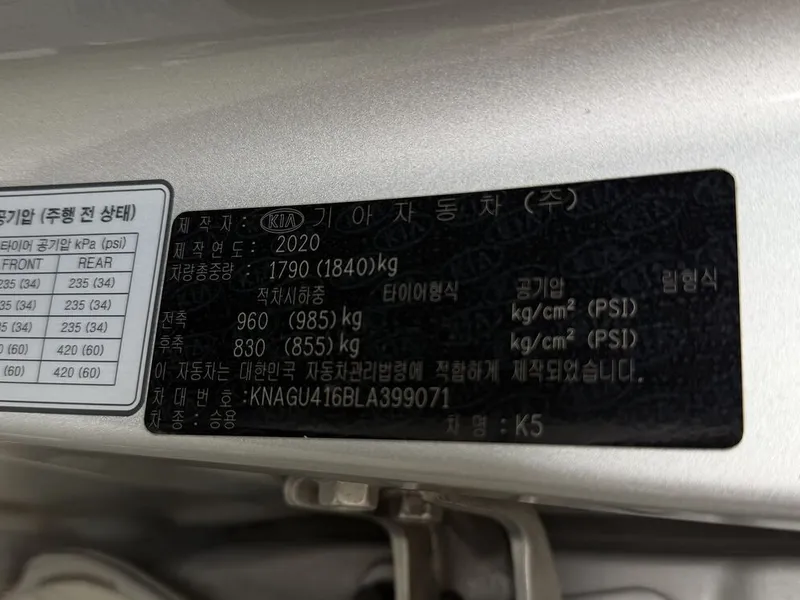 공기압 (주행 전 상태)
타이어 공기압 kPa (psi)
FRONT REAR
235 (34) 235 (34)
235 (34) 235 (34)
235 (34) 235 (34)
(60) 420 (60)
(60) 420 (60)
제 작 자 : KIA 기 아 자 동 차 (주)
제 작 연 도 : 2020
차량총중량 : 1790 (1840)kg
적차시하중 타이어형식 공기압 림형식
전축 960 (985)kg kg/cm² (PSI)
후축 830 (855)kg kg/cm² (PSI)
이 자동차는 대한민국 자동차관리법령에 적합하게 제작되었습니다.
차 대 번 호 :KNAGU416BLA399071
차 종 : 승용 차 명 : K5